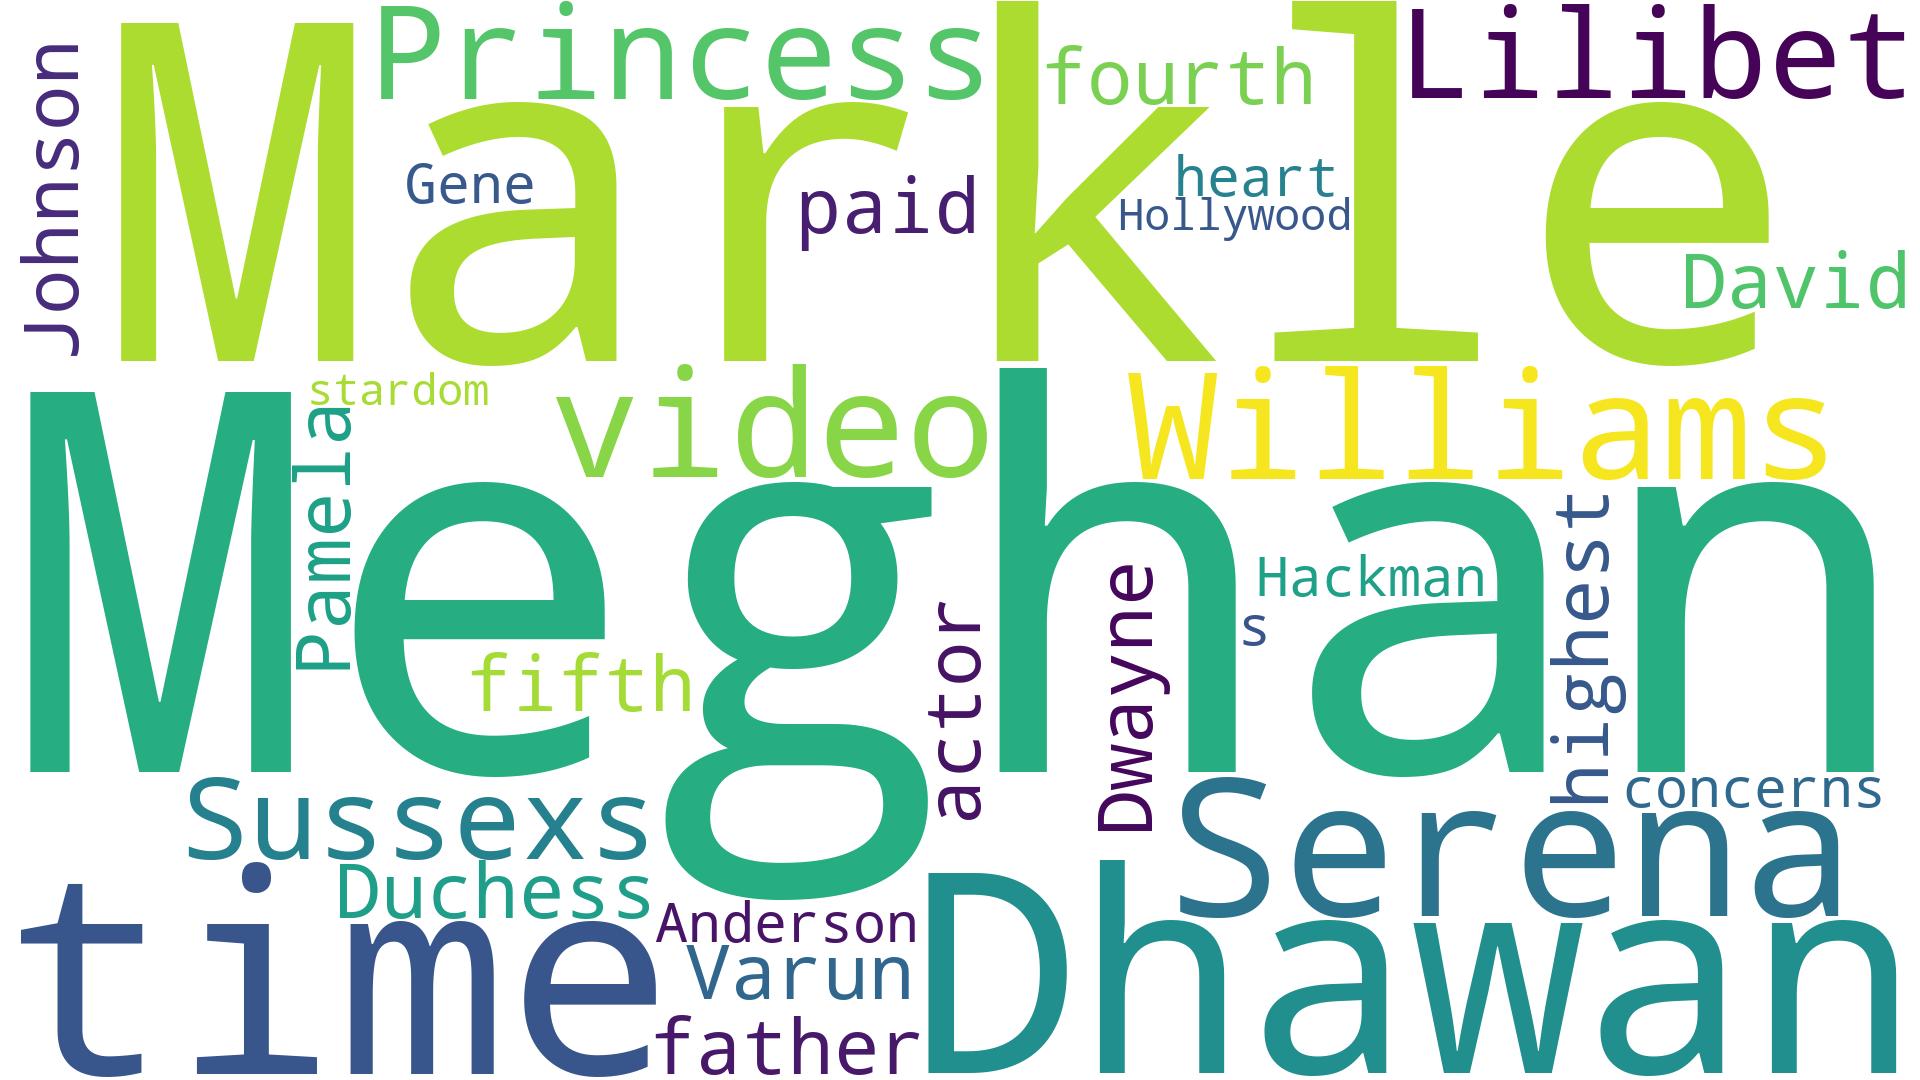 Johnson
Markle
Princess
fourth
Lilibet
Gene
paid
heart
Hollywood
David
stardom
Pamela
video
Williams
Meghan
fifth
actor
Dwayne
Hackman
s
highest
concerns
Sussexs
Serena
time
Duchess
Anderson
Varun
father
Dhawan